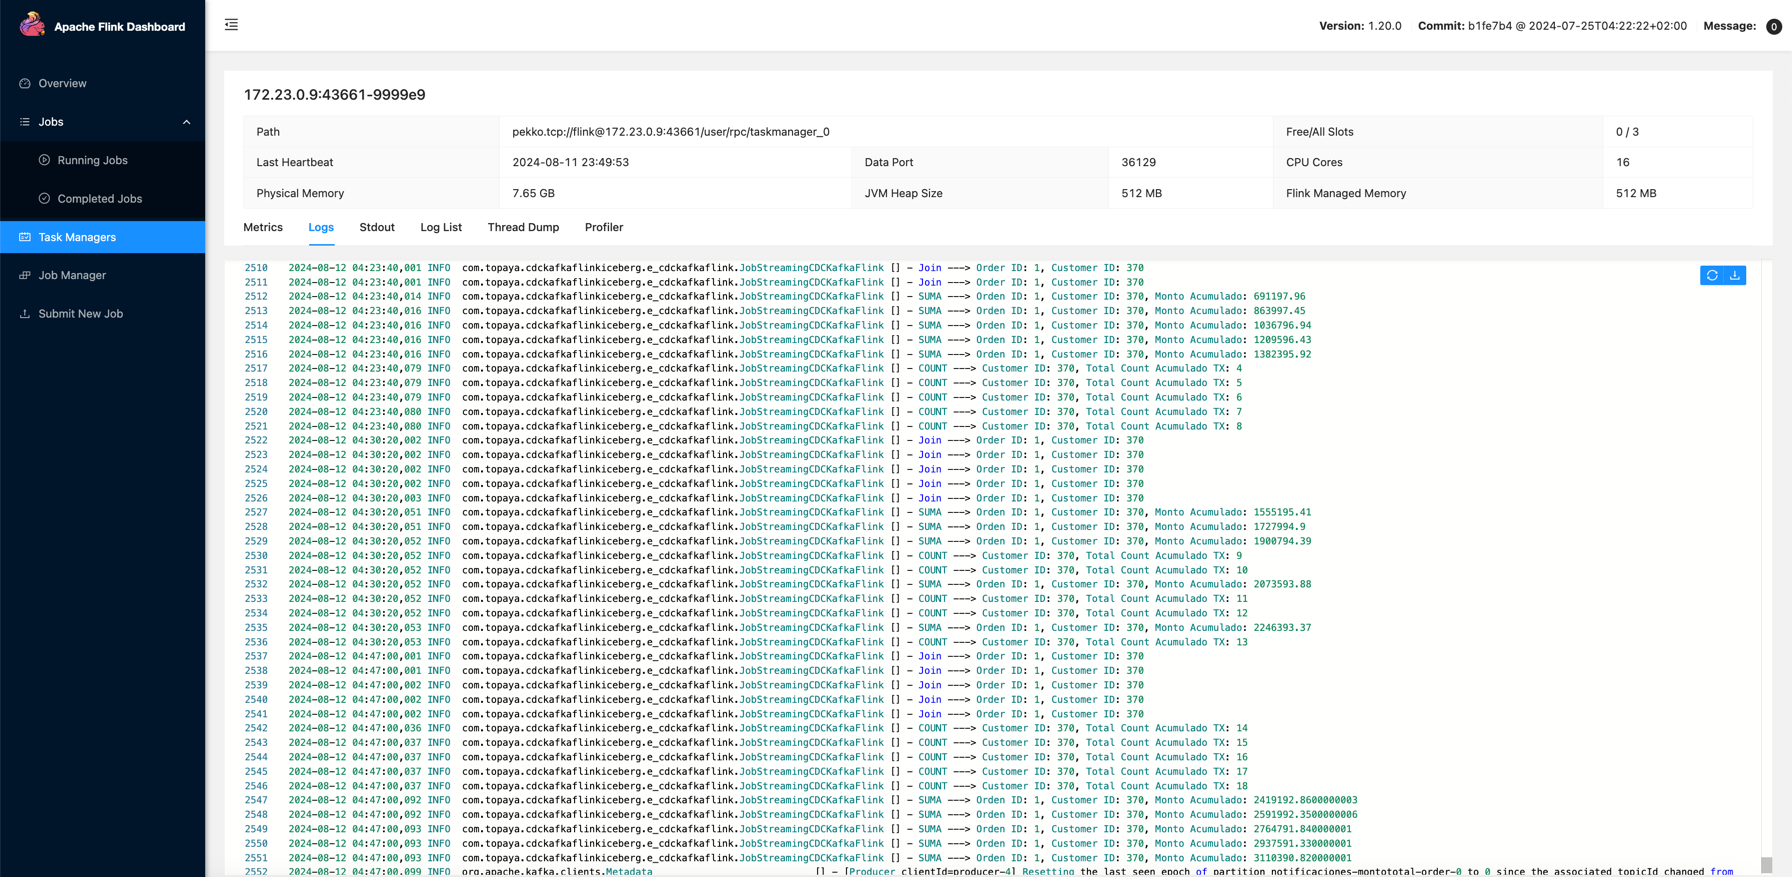 Apache Flink Dashboard
Version: 1.20.0 Commit: b1fe7b4 @ 2024-07-25T04:22:22+02:00 Message: 0
Overview
Jobs
Running Jobs
Completed Jobs
Task Managers
Job Manager
Submit New Job
172.23.0.9:43661-9999e9
Path pekko.tcp://flink@172.23.0.9:43661/user/rpc/taskmanager_0 Free/All Slots 0 / 3
Last Heartbeat 2024-08-11 23:49:53 Data Port 36129 CPU Cores 16
Physical Memory 7.65 GB JVM Heap Size 512 MB Flink Managed Memory 512 MB
Metrics Logs Stdout Log List Thread Dump Profiler
2510 2024-08-12 04:23:40,001 INFO com.topaya.cdckafkaflinkiceberg.e_cdckafkaflink.JobStreamingCDCKafkaFlink [] - Join ---> Order ID: 1, Customer ID: 370
2511 2024-08-12 04:23:40,001 INFO com.topaya.cdckafkaflinkiceberg.e_cdckafkaflink.JobStreamingCDCKafkaFlink [] - Join ---> Order ID: 1, Customer ID: 370
2512 2024-08-12 04:23:40,014 INFO com.topaya.cdckafkaflinkiceberg.e_cdckafkaflink.JobStreamingCDCKafkaFlink [] - SUMA ---> Orden ID: 1, Customer ID: 370, Monto Acumulado: 691197.96
2513 2024-08-12 04:23:40,016 INFO com.topaya.cdckafkaflinkiceberg.e_cdckafkaflink.JobStreamingCDCKafkaFlink [] - SUMA ---> Orden ID: 1, Customer ID: 370, Monto Acumulado: 863997.45
2514 2024-08-12 04:23:40,016 INFO com.topaya.cdckafkaflinkiceberg.e_cdckafkaflink.JobStreamingCDCKafkaFlink [] - SUMA ---> Orden ID: 1, Customer ID: 370, Monto Acumulado: 1036796.94
2515 2024-08-12 04:23:40,016 INFO com.topaya.cdckafkaflinkiceberg.e_cdckafkaflink.JobStreamingCDCKafkaFlink [] - SUMA ---> Orden ID: 1, Customer ID: 370, Monto Acumulado: 1209596.43
2516 2024-08-12 04:23:40,016 INFO com.topaya.cdckafkaflinkiceberg.e_cdckafkaflink.JobStreamingCDCKafkaFlink [] - SUMA ---> Orden ID: 1, Customer ID: 370, Monto Acumulado: 1382395.92
2517 2024-08-12 04:23:40,079 INFO com.topaya.cdckafkaflinkiceberg.e_cdckafkaflink.JobStreamingCDCKafkaFlink [] - COUNT ---> Customer ID: 370, Total Count Acumulado TX: 4
2518 2024-08-12 04:23:40,079 INFO com.topaya.cdckafkaflinkiceberg.e_cdckafkaflink.JobStreamingCDCKafkaFlink [] - COUNT ---> Customer ID: 370, Total Count Acumulado TX: 5
2519 2024-08-12 04:23:40,079 INFO com.topaya.cdckafkaflinkiceberg.e_cdckafkaflink.JobStreamingCDCKafkaFlink [] - COUNT ---> Customer ID: 370, Total Count Acumulado TX: 6
2520 2024-08-12 04:23:40,080 INFO com.topaya.cdckafkaflinkiceberg.e_cdckafkaflink.JobStreamingCDCKafkaFlink [] - COUNT ---> Customer ID: 370, Total Count Acumulado TX: 7
2521 2024-08-12 04:23:40,080 INFO com.topaya.cdckafkaflinkiceberg.e_cdckafkaflink.JobStreamingCDCKafkaFlink [] - COUNT ---> Customer ID: 370, Total Count Acumulado TX: 8
2522 2024-08-12 04:30:20,002 INFO com.topaya.cdckafkaflinkiceberg.e_cdckafkaflink.JobStreamingCDCKafkaFlink [] - Join ---> Order ID: 1, Customer ID: 370
2523 2024-08-12 04:30:20,002 INFO com.topaya.cdckafkaflinkiceberg.e_cdckafkaflink.JobStreamingCDCKafkaFlink [] - Join ---> Order ID: 1, Customer ID: 370
2524 2024-08-12 04:30:20,002 INFO com.topaya.cdckafkaflinkiceberg.e_cdckafkaflink.JobStreamingCDCKafkaFlink [] - Join ---> Order ID: 1, Customer ID: 370
2525 2024-08-12 04:30:20,002 INFO com.topaya.cdckafkaflinkiceberg.e_cdckafkaflink.JobStreamingCDCKafkaFlink [] - Join ---> Order ID: 1, Customer ID: 370
2526 2024-08-12 04:30:20,003 INFO com.topaya.cdckafkaflinkiceberg.e_cdckafkaflink.JobStreamingCDCKafkaFlink [] - Join ---> Order ID: 1, Customer ID: 370
2527 2024-08-12 04:30:20,051 INFO com.topaya.cdckafkaflinkiceberg.e_cdckafkaflink.JobStreamingCDCKafkaFlink [] - SUMA ---> Orden ID: 1, Customer ID: 370, Monto Acumulado: 1555195.41
2528 2024-08-12 04:30:20,051 INFO com.topaya.cdckafkaflinkiceberg.e_cdckafkaflink.JobStreamingCDCKafkaFlink [] - SUMA ---> Orden ID: 1, Customer ID: 370, Monto Acumulado: 1727994.9
2529 2024-08-12 04:30:20,052 INFO com.topaya.cdckafkaflinkiceberg.e_cdckafkaflink.JobStreamingCDCKafkaFlink [] - SUMA ---> Orden ID: 1, Customer ID: 370, Monto Acumulado: 1900794.39
2530 2024-08-12 04:30:20,052 INFO com.topaya.cdckafkaflinkiceberg.e_cdckafkaflink.JobStreamingCDCKafkaFlink [] - COUNT ---> Customer ID: 370, Total Count Acumulado TX: 9
2531 2024-08-12 04:30:20,052 INFO com.topaya.cdckafkaflinkiceberg.e_cdckafkaflink.JobStreamingCDCKafkaFlink [] - COUNT ---> Customer ID: 370, Total Count Acumulado TX: 10
2532 2024-08-12 04:30:20,052 INFO com.topaya.cdckafkaflinkiceberg.e_cdckafkaflink.JobStreamingCDCKafkaFlink [] - SUMA ---> Orden ID: 1, Customer ID: 370, Monto Acumulado: 2073593.88
2533 2024-08-12 04:30:20,052 INFO com.topaya.cdckafkaflinkiceberg.e_cdckafkaflink.JobStreamingCDCKafkaFlink [] - COUNT ---> Customer ID: 370, Total Count Acumulado TX: 11
2534 2024-08-12 04:30:20,052 INFO com.topaya.cdckafkaflinkiceberg.e_cdckafkaflink.JobStreamingCDCKafkaFlink [] - COUNT ---> Customer ID: 370, Total Count Acumulado TX: 12
2535 2024-08-12 04:30:20,053 INFO com.topaya.cdckafkaflinkiceberg.e_cdckafkaflink.JobStreamingCDCKafkaFlink [] - SUMA ---> Orden ID: 1, Customer ID: 370, Monto Acumulado: 2246393.37
2536 2024-08-12 04:30:20,053 INFO com.topaya.cdckafkaflinkiceberg.e_cdckafkaflink.JobStreamingCDCKafkaFlink [] - COUNT ---> Customer ID: 370, Total Count Acumulado TX: 13
2537 2024-08-12 04:47:00,001 INFO com.topaya.cdckafkaflinkiceberg.e_cdckafkaflink.JobStreamingCDCKafkaFlink [] - Join ---> Order ID: 1, Customer ID: 370
2538 2024-08-12 04:47:00,001 INFO com.topaya.cdckafkaflinkiceberg.e_cdckafkaflink.JobStreamingCDCKafkaFlink [] - Join ---> Order ID: 1, Customer ID: 370
2539 2024-08-12 04:47:00,002 INFO com.topaya.cdckafkaflinkiceberg.e_cdckafkaflink.JobStreamingCDCKafkaFlink [] - Join ---> Order ID: 1, Customer ID: 370
2540 2024-08-12 04:47:00,002 INFO com.topaya.cdckafkaflinkiceberg.e_cdckafkaflink.JobStreamingCDCKafkaFlink [] - Join ---> Order ID: 1, Customer ID: 370
2541 2024-08-12 04:47:00,002 INFO com.topaya.cdckafkaflinkiceberg.e_cdckafkaflink.JobStreamingCDCKafkaFlink [] - Join ---> Order ID: 1, Customer ID: 370
2542 2024-08-12 04:47:00,036 INFO com.topaya.cdckafkaflinkiceberg.e_cdckafkaflink.JobStreamingCDCKafkaFlink [] - COUNT ---> Customer ID: 370, Total Count Acumulado TX: 14
2543 2024-08-12 04:47:00,037 INFO com.topaya.cdckafkaflinkiceberg.e_cdckafkaflink.JobStreamingCDCKafkaFlink [] - COUNT ---> Customer ID: 370, Total Count Acumulado TX: 15
2544 2024-08-12 04:47:00,037 INFO com.topaya.cdckafkaflinkiceberg.e_cdckafkaflink.JobStreamingCDCKafkaFlink [] - COUNT ---> Customer ID: 370, Total Count Acumulado TX: 16
2545 2024-08-12 04:47:00,037 INFO com.topaya.cdckafkaflinkiceberg.e_cdckafkaflink.JobStreamingCDCKafkaFlink [] - COUNT ---> Customer ID: 370, Total Count Acumulado TX: 17
2546 2024-08-12 04:47:00,037 INFO com.topaya.cdckafkaflinkiceberg.e_cdckafkaflink.JobStreamingCDCKafkaFlink [] - COUNT ---> Customer ID: 370, Total Count Acumulado TX: 18
2547 2024-08-12 04:47:00,092 INFO com.topaya.cdckafkaflinkiceberg.e_cdckafkaflink.JobStreamingCDCKafkaFlink [] - SUMA ---> Orden ID: 1, Customer ID: 370, Monto Acumulado: 2419192.8600000003
2548 2024-08-12 04:47:00,092 INFO com.topaya.cdckafkaflinkiceberg.e_cdckafkaflink.JobStreamingCDCKafkaFlink [] - SUMA ---> Orden ID: 1, Customer ID: 370, Monto Acumulado: 2591992.3500000006
2549 2024-08-12 04:47:00,093 INFO com.topaya.cdckafkaflinkiceberg.e_cdckafkaflink.JobStreamingCDCKafkaFlink [] - SUMA ---> Orden ID: 1, Customer ID: 370, Monto Acumulado: 2764791.840000001
2550 2024-08-12 04:47:00,093 INFO com.topaya.cdckafkaflinkiceberg.e_cdckafkaflink.JobStreamingCDCKafkaFlink [] - SUMA ---> Orden ID: 1, Customer ID: 370, Monto Acumulado: 2937591.330000001
2551 2024-08-12 04:47:00,093 INFO com.topaya.cdckafkaflinkiceberg.e_cdckafkaflink.JobStreamingCDCKafkaFlink [] - SUMA ---> Orden ID: 1, Customer ID: 370, Monto Acumulado: 3110390.820000001
2552 2024-08-12 04:47:00,099 INFO org.apache.kafka.clients.Metadata [] - [Producer clientId=producer-4] Resetting the last seen epoch of partition notificaciones-montototal-order-0 to 0 since the associated topicId changed from